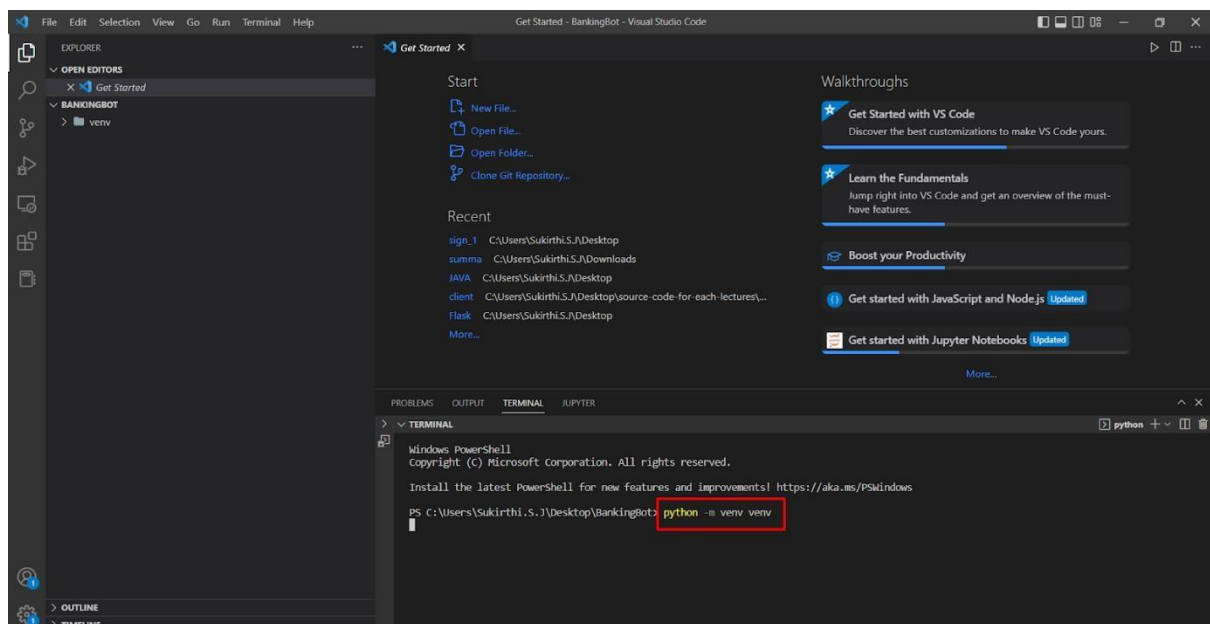 File Edit Selection View Go Run Terminal Help
Get Started - BankingBot - Visual Studio Code
EXPLORER
OPEN EDITORS
Get Started
BANKINGBOT
venv
OUTLINE
TIMELINE
Get Started
Start
New File...
Open File...
Open Folder...
Clone Git Repository...
Recent
sign_1 C:\Users\Sukirthi.S.J\Desktop
summa C:\Users\Sukirthi.S.J\Downloads
JAVA C:\Users\Sukirthi.S.J\Desktop
client C:\Users\Sukirthi.S.J\Desktop\source-code-for-each-lectures\...
Flask C:\Users\Sukirthi.S.J\Desktop
More...
Walkthroughs
Get Started with VS Code
Discover the best customizations to make VS Code yours.
Learn the Fundamentals
Jump right into VS Code and get an overview of the must-
have features.
Boost your Productivity
Get started with JavaScript and Node.js Updated
Get started with Jupyter Notebooks Updated
More...
PROBLEMS OUTPUT TERMINAL JUPYTER
TERMINAL
python
Windows PowerShell
Copyright (C) Microsoft Corporation. All rights reserved.
Install the latest PowerShell for new features and improvements! https://aka.ms/PSWindows
PS C:\Users\Sukirthi.S.J\Desktop\BankingBot> python -m venv venv
1
1